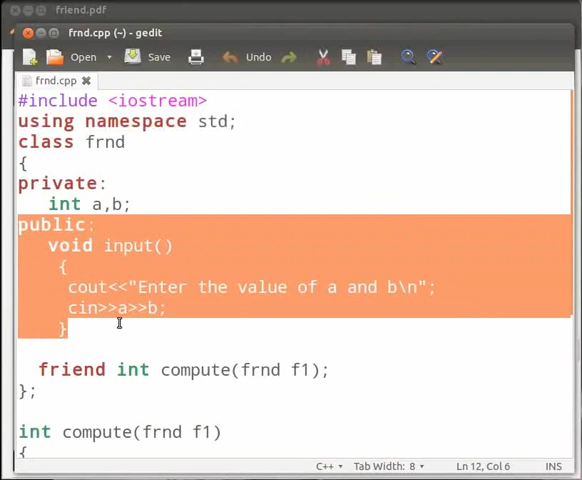 friend.pdf
frnd.cpp (~) - gedit
Open Save Undo
frnd.cpp
#include <iostream>
using namespace std;
class frnd
{
private:
int a,b;
public:
void input()
{
cout<<"Enter the value of a and b\n";
cin>>a>>b;
}
friend int compute(frnd f1);
};
int compute(frnd f1)
{
C++ Tab Width: 8 Ln 12, Col 6 INS